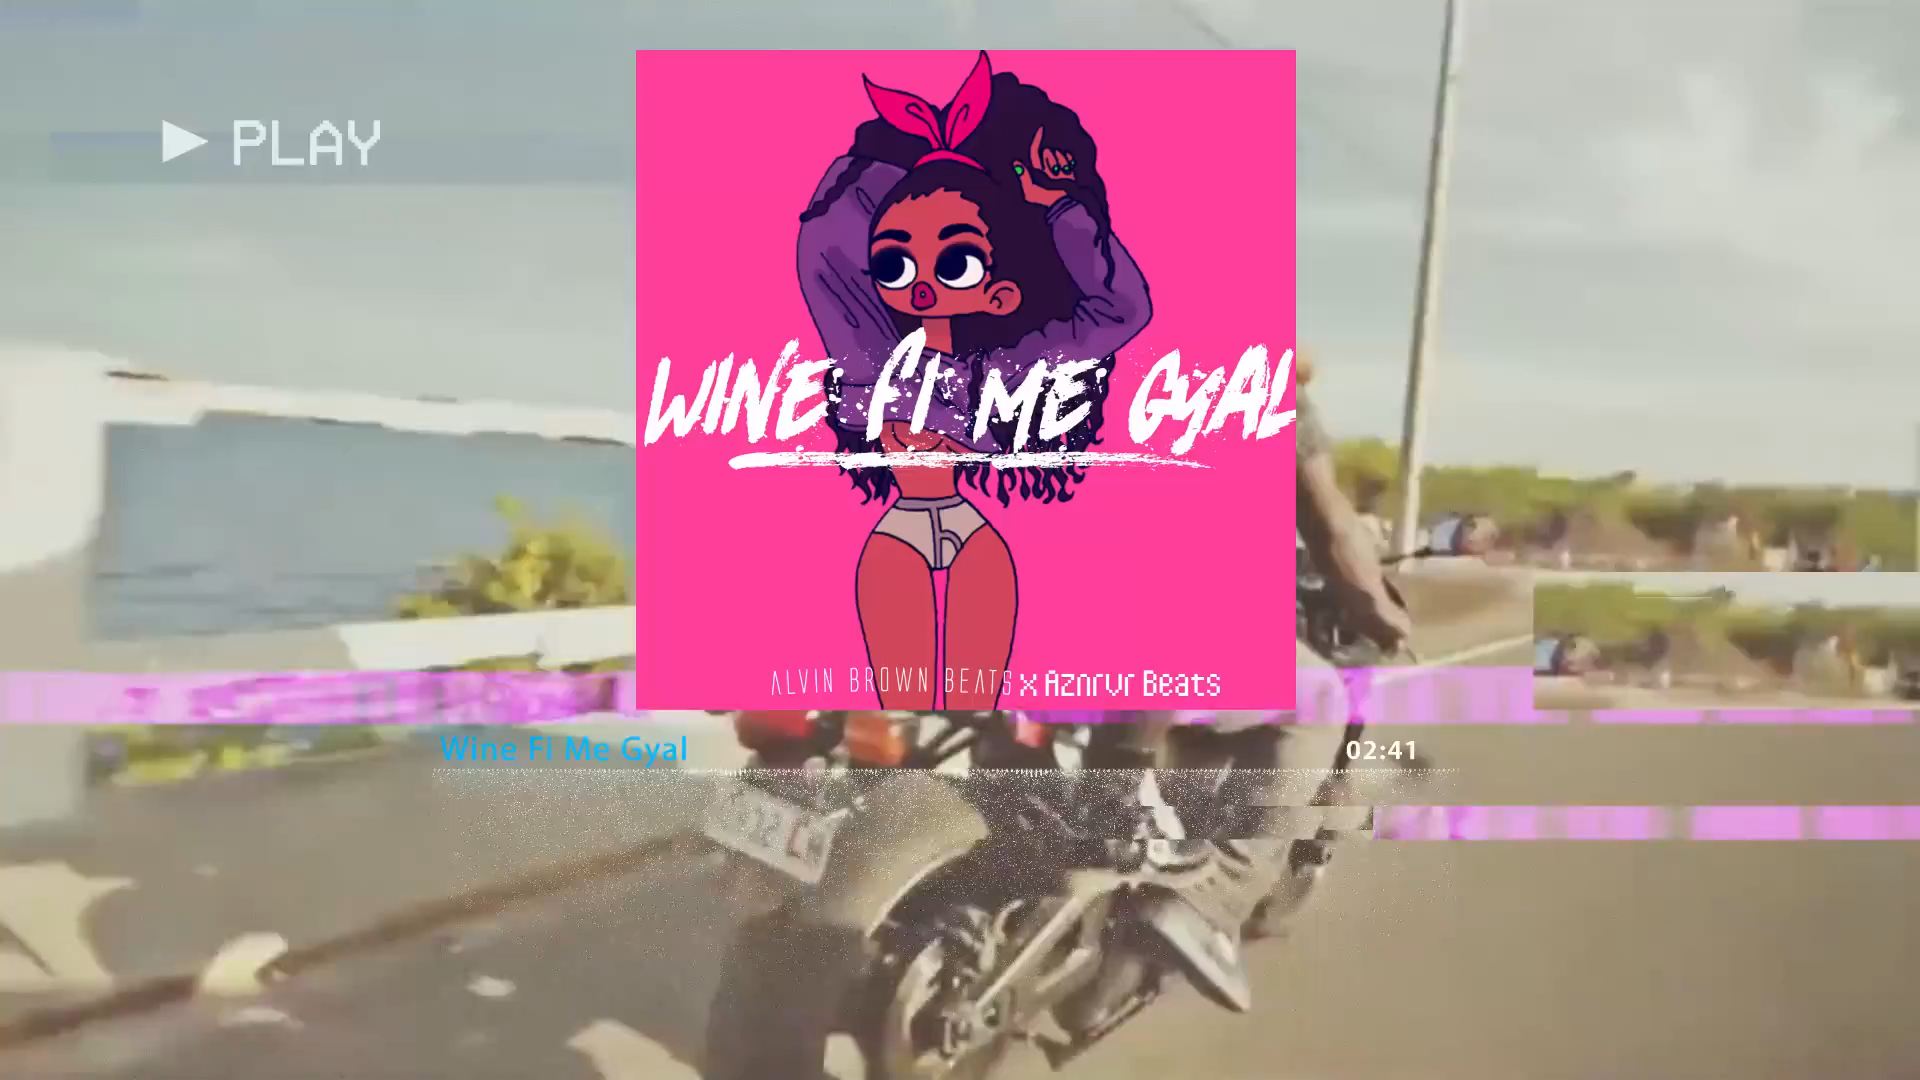 PLAY
WINE FI ME GYAL
ALVIN BROWN BEATS x Aznrvr Beats
Wine Fi Me Gyal
02:41